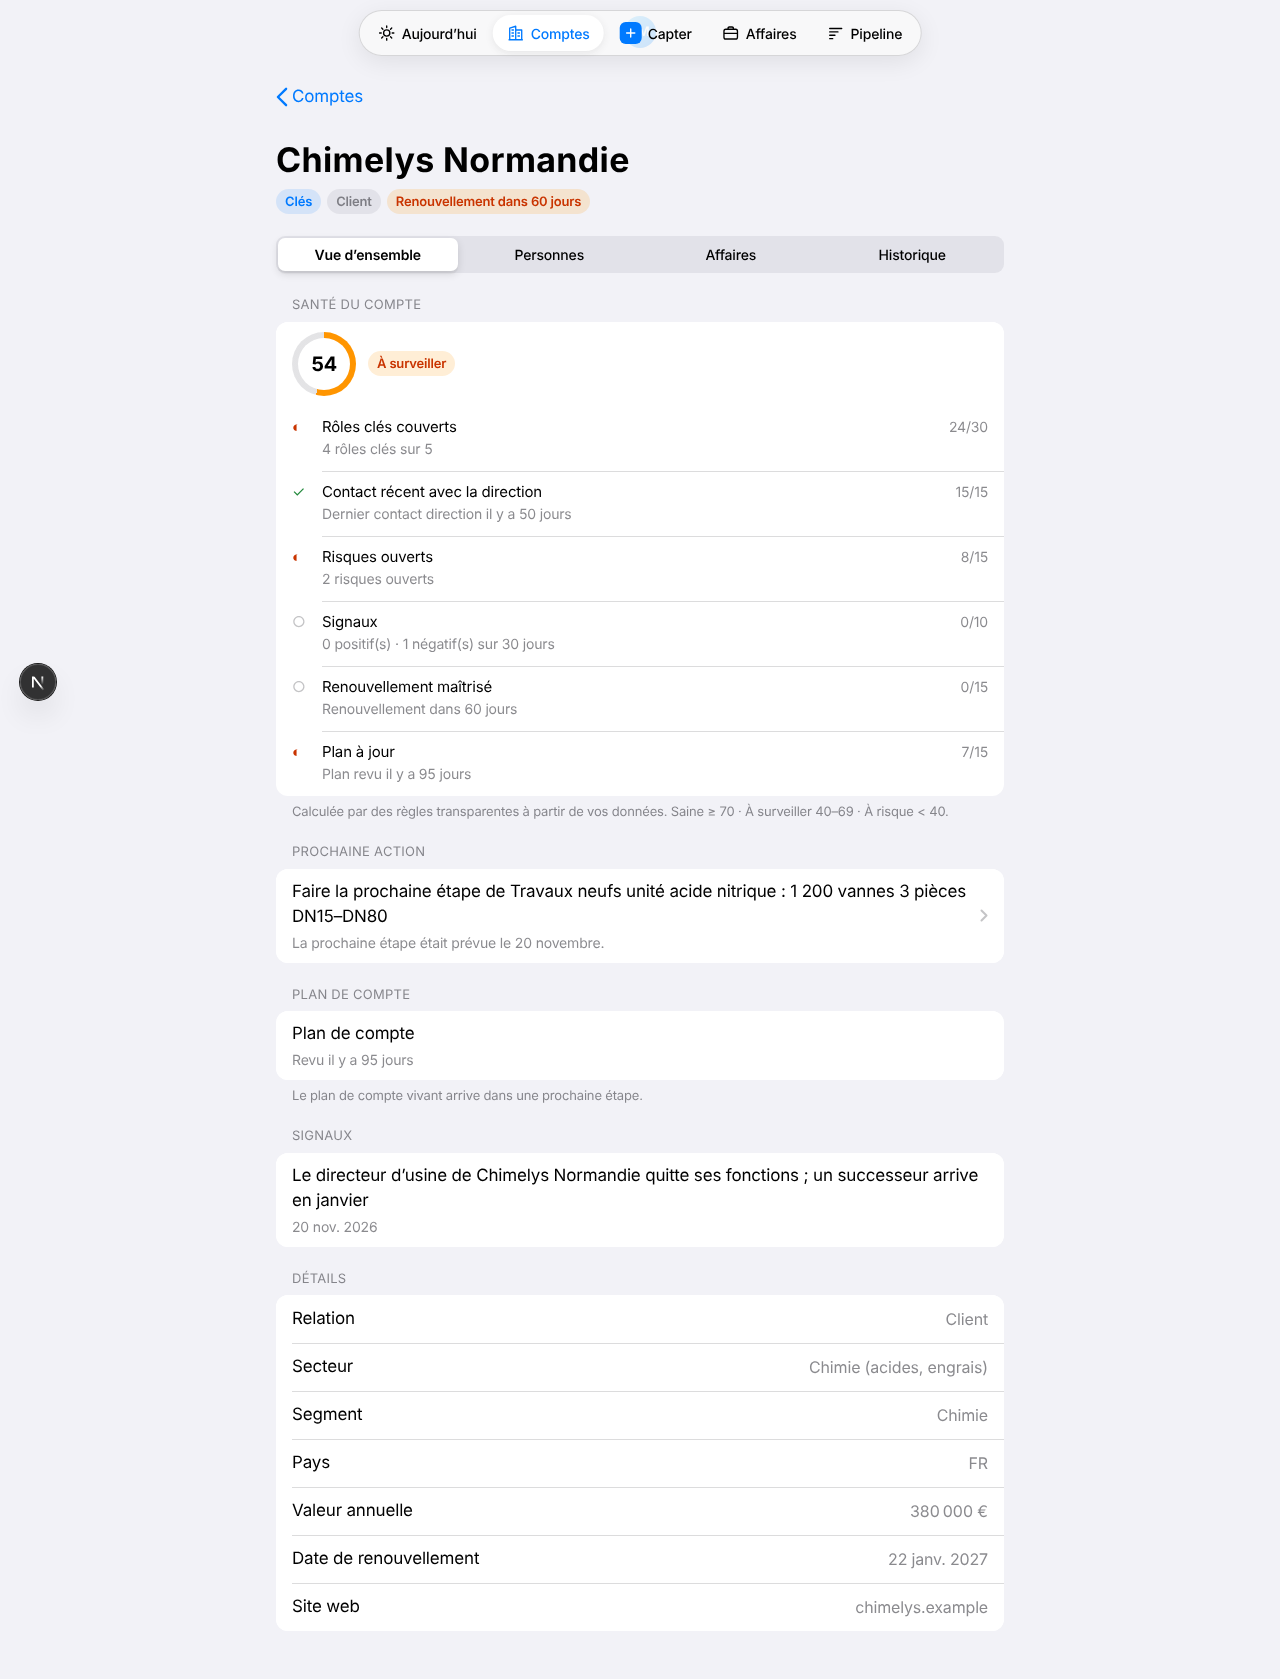 Aujourd’hui
Comptes
Capter
Affaires
Pipeline
Comptes
Chimelys Normandie
Clés
Client
Renouvellement dans 60 jours
Vue d’ensemble
Personnes
Affaires
Historique
SANTÉ DU COMPTE
54
À surveiller
Rôles clés couverts
24/30
4 rôles clés sur 5
Contact récent avec la direction
15/15
Dernier contact direction il y a 50 jours
Risques ouverts
8/15
2 risques ouverts
Signaux
0/10
0 positif(s) · 1 négatif(s) sur 30 jours
Renouvellement maîtrisé
0/15
Renouvellement dans 60 jours
Plan à jour
7/15
Plan revu il y a 95 jours
Calculée par des règles transparentes à partir de vos données. Saine ≥ 70 · À surveiller 40–69 · À risque < 40.
PROCHAINE ACTION
Faire la prochaine étape de Travaux neufs unité acide nitrique : 1 200 vannes 3 pièces
DN15–DN80
La prochaine étape était prévue le 20 novembre.
PLAN DE COMPTE
Plan de compte
Revu il y a 95 jours
Le plan de compte vivant arrive dans une prochaine étape.
SIGNAUX
Le directeur d’usine de Chimelys Normandie quitte ses fonctions ; un successeur arrive
en janvier
20 nov. 2026
DÉTAILS
Relation
Client
Secteur
Chimie (acides, engrais)
Segment
Chimie
Pays
FR
Valeur annuelle
380 000 €
Date de renouvellement
22 janv. 2027
Site web
chimelys.example
N